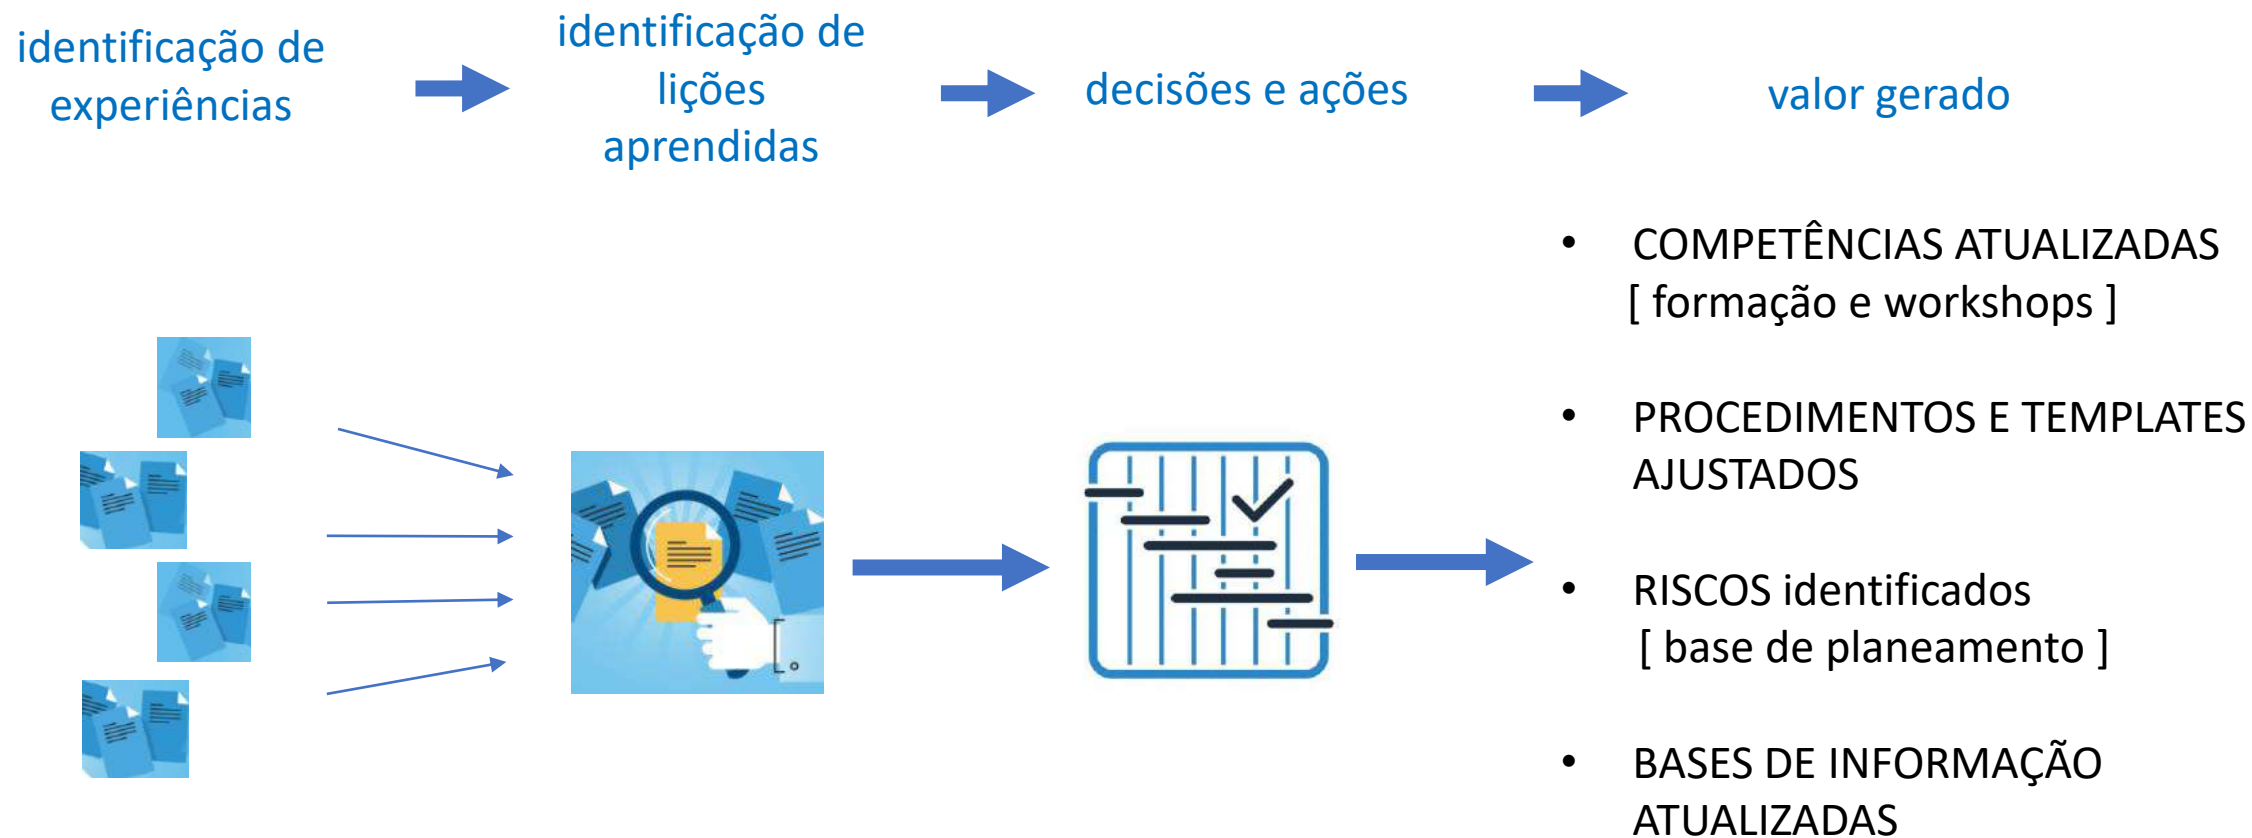 identificação de
experiências
identificação de
lições
aprendidas
decisões e ações
valor gerado
• COMPETÊNCIAS ATUALIZADAS
[ formação e workshops ]
• PROCEDIMENTOS E TEMPLATES
AJUSTADOS
• RISCOS identificados
[ base de planeamento ]
• BASES DE INFORMAÇÃO
ATUALIZADAS